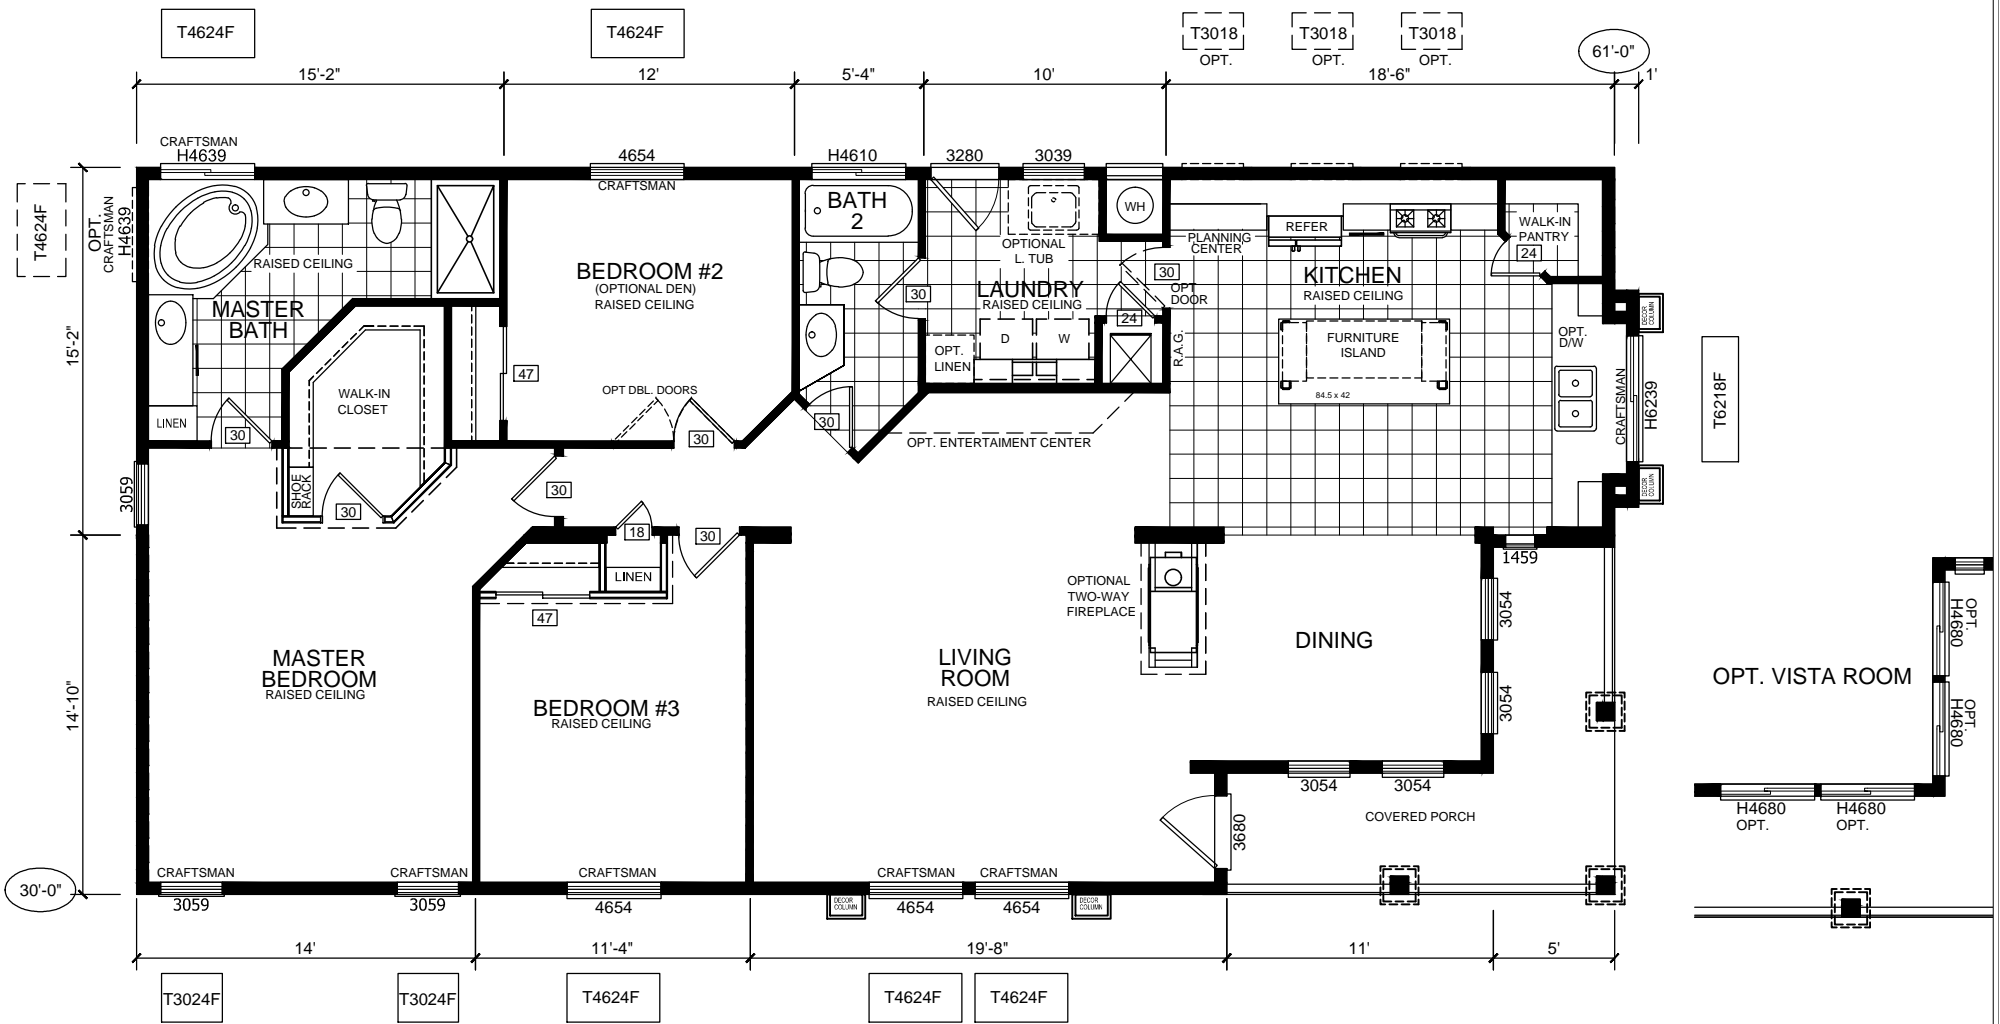 T4624F
T4624F
T3018
OPT.
T3018
OPT.
T3018
OPT.
61'-0"
15'-2"
12'
5'-4"
10'
18'-6"
1'
CRAFTSMAN
H4639
4654
CRAFTSMAN
H4610
3280
3039
T4624F
OPT.
CRAFTSMAN
H4639
BATH
2
WH
REFER
WALK-IN
PANTRY
24
PLANNING
CENTER
OPTIONAL
L. TUB
RAISED CEILING
BEDROOM #2
(OPTIONAL DEN)
RAISED CEILING
LAUNDRY
RAISED CEILING
30
OPT
DOOR
KITCHEN
RAISED CEILING
30
24
MASTER
BATH
DECOR
COLUMN
15'-2"
D
W
OPT.
LINEN
R.A.G.
FURNITURE
ISLAND
84.5 x 42
OPT.
D/W
47
WALK-IN
CLOSET
OPT DBL. DOORS
CRAFTSMAN
H6239
T6218F
LINEN
30
30
30
OPT. ENTERTAIMENT CENTER
3059
SHOE
RACK
30
30
DECOR
COLUMN
18
30
1459
LINEN
47
OPTIONAL
TWO-WAY
FIREPLACE
3054
OPT.
H4680
DINING
MASTER
BEDROOM
RAISED CEILING
LIVING
ROOM
RAISED CEILING
OPT. VISTA ROOM
14'-10"
BEDROOM #3
RAISED CEILING
3054
OPT.
H4680
3054
3054
H4680
OPT.
H4680
OPT.
COVERED PORCH
3680
30'-0"
CRAFTSMAN
3059
CRAFTSMAN
3059
CRAFTSMAN
4654
DECOR
COLUMN
CRAFTSMAN
4654
CRAFTSMAN
4654
DECOR
COLUMN
14'
11'-4"
19'-8"
11'
5'
T3024F
T3024F
T4624F
T4624F
T4624F